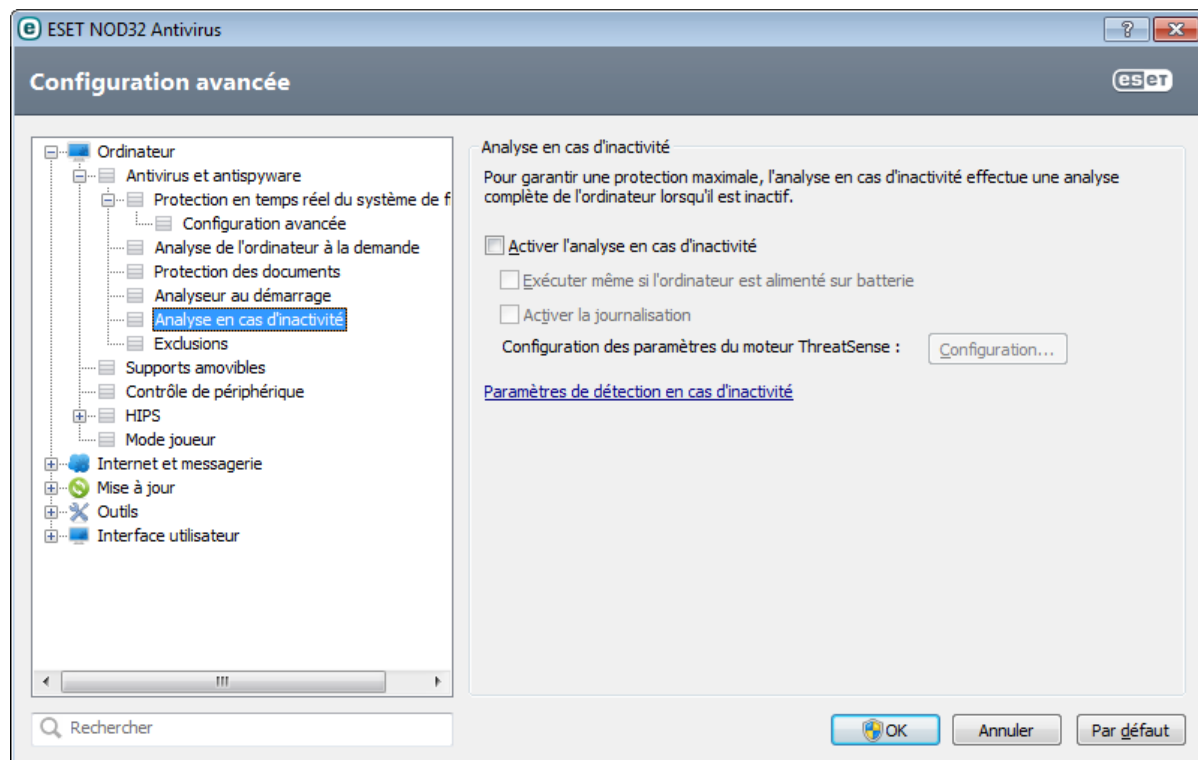 ESET NOD32 Antivirus
?
Configuration avancée
eseT
Ordinateur
Antivirus et antispyware
Protection en temps réel du système de f
Configuration avancée
Analyse de l'ordinateur à la demande
Protection des documents
Analyseur au démarrage
Analyse en cas d'inactivité
Exclusions
Supports amovibles
Contrôle de périphérique
HIPS
Mode joueur
Internet et messagerie
Mise à jour
Outils
Interface utilisateur
Rechercher
Analyse en cas d'inactivité
Pour garantir une protection maximale, l'analyse en cas d'inactivité effectue une analyse
complète de l'ordinateur lorsqu'il est inactif.
Activer l'analyse en cas d'inactivité
Exécuter même si l'ordinateur est alimenté sur batterie
Activer la journalisation
Configuration des paramètres du moteur ThreatSense : Configuration...
Paramètres de détection en cas d'inactivité
OK Annuler Par défaut